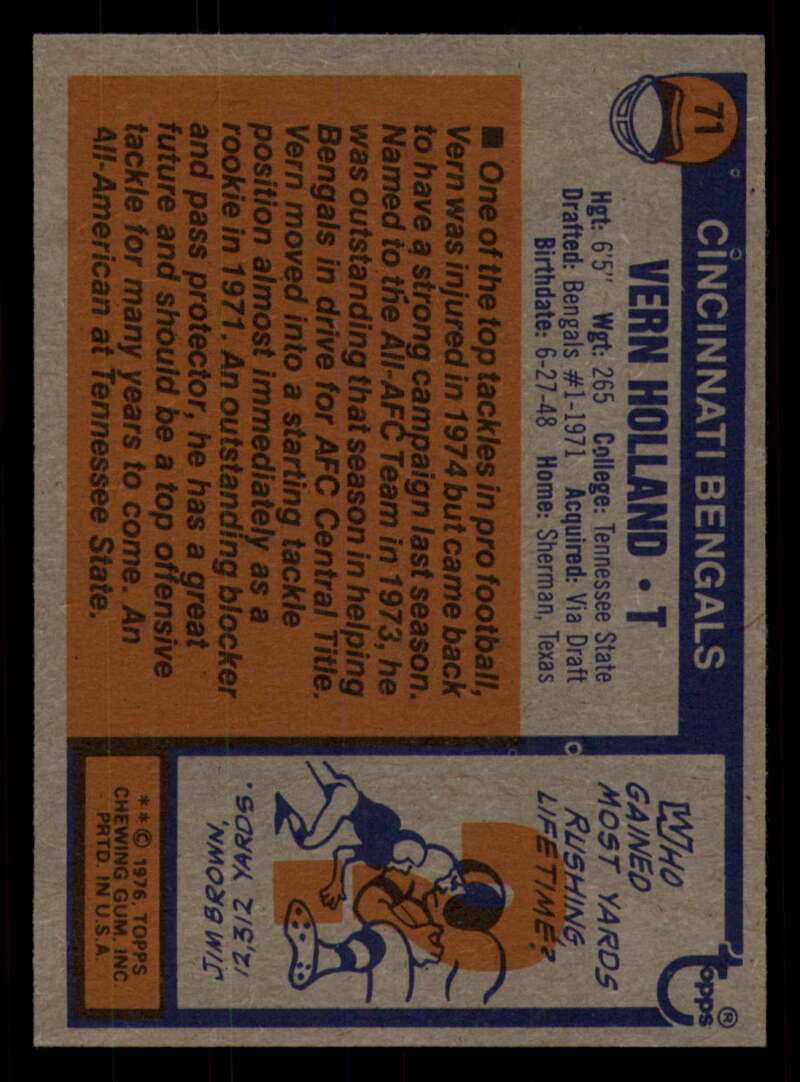 71
CINCINNATI BENGALS
VERN HOLLAND • T
Hgt: 6'5" Wgt: 265 College: Tennessee State
Drafted: Bengals #1-1971 Acquired: Via Draft
Birthdate: 6-27-48 Home: Sherman, Texas
■ One of the top tackles in pro football,
Vern was injured in 1974 but came back
to have a strong campaign last season.
Named to the All-AFC Team in 1973, he
was outstanding that season in helping
Bengals in drive for AFC Central Title.
Vern moved into a starting tackle
position almost immediately as a
rookie in 1971. An outstanding blocker
and pass protector, he has a great
future and should be a top offensive
tackle for many years to come. An
All-American at Tennessee State.
topps®
WHO
GAINED
MOST YARDS
RUSHING,
LIFETIME?
JIM BROWN,
12,312 YARDS.
**© 1976, TOPPS
CHEWING GUM, INC.
PRTD. IN U.S.A.